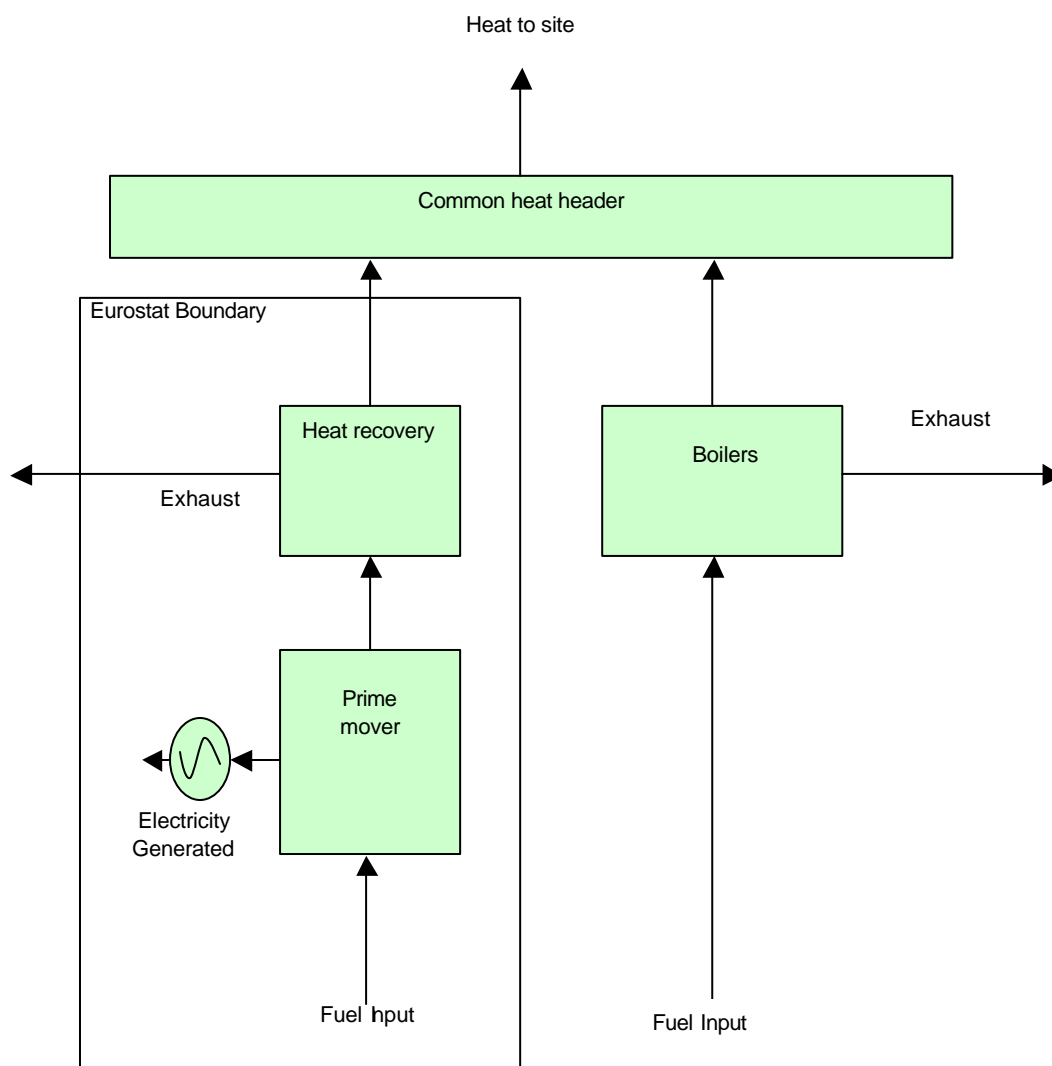 Heat to site
Common heat header
Eurostat Boundary
Heat recovery
Exhaust
Boilers
Exhaust
Prime
mover
Electricity
Generated
Fuel Input
Fuel Input